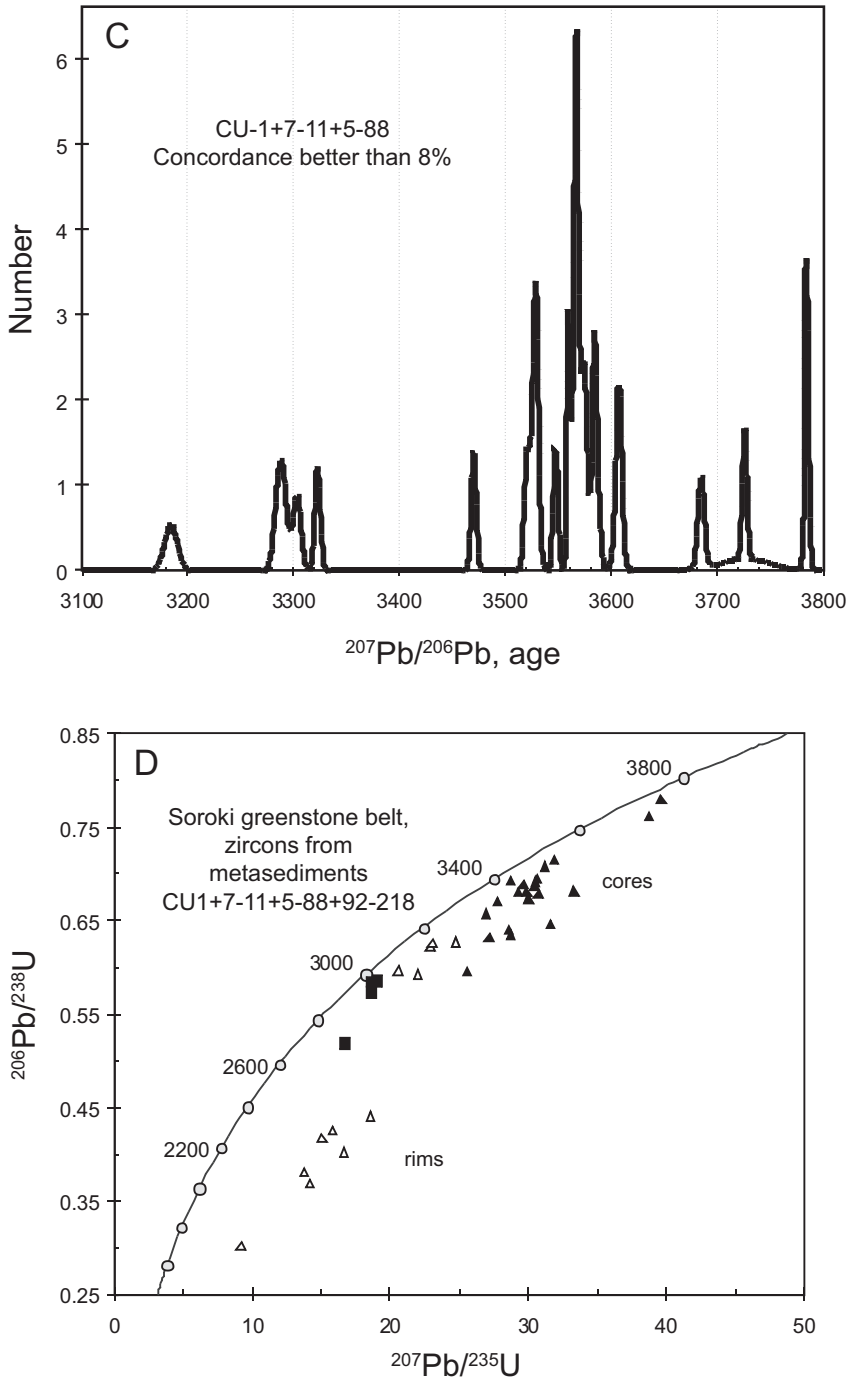 C
CU-1+7-11+5-88
Concordance better than 8%
Number
6
5
4
3
2
1
0
3100 3200 3300 3400 3500 3600 3700 3800
²⁰⁷Pb/²⁰⁶Pb, age
D
Soroki greenstone belt,
zircons from
metasediments
CU1+7-11+5-88+92-218
3800
3400
3000
2600
2200
cores
rims
²⁰⁶Pb/²³⁸U
0.85
0.75
0.65
0.55
0.45
0.35
0.25
0 10 20 30 40 50
²⁰⁷Pb/²³⁵U